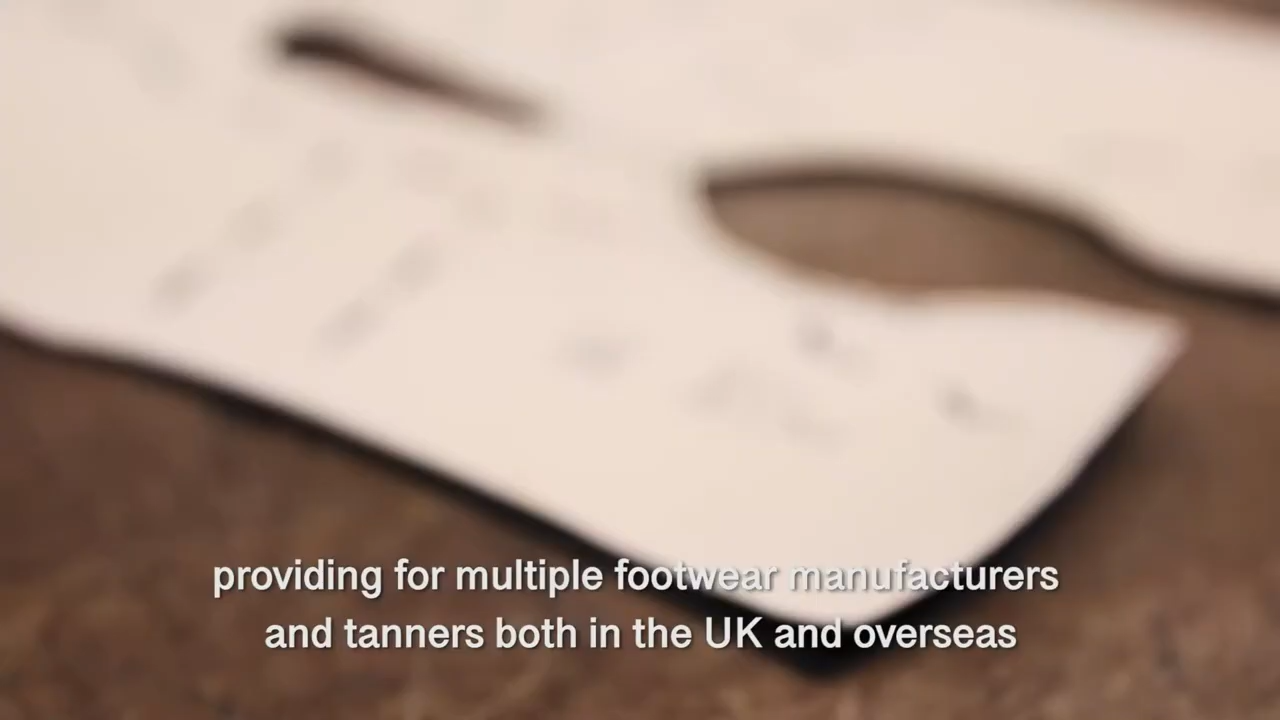 providing for multiple footwear manufacturers
and tanners both in the UK and overseas